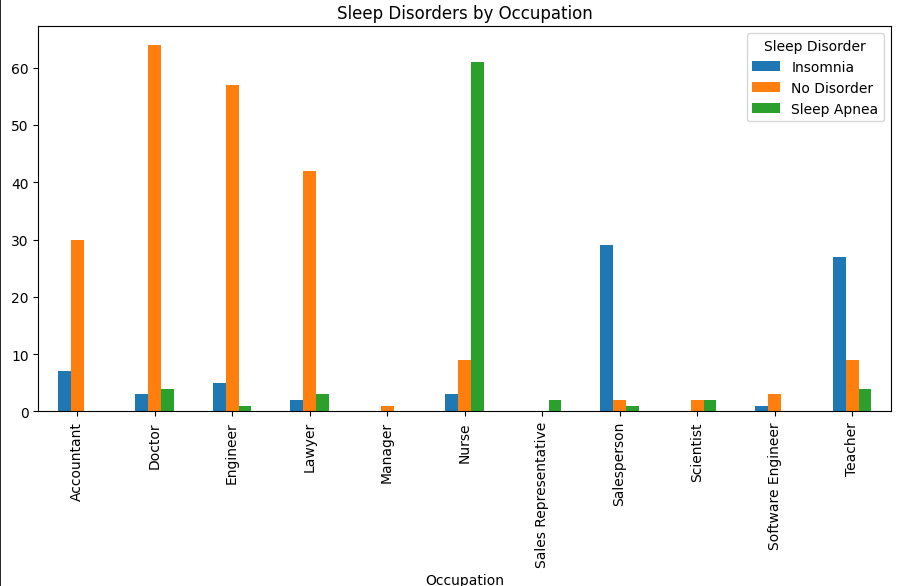 Sleep Disorders by Occupation
Sleep Disorder
Insomnia
No Disorder
Sleep Apnea
60
50
40
30
20
10
0
Accountant
Doctor
Engineer
Lawyer
Manager
Nurse
Sales Representative
Salesperson
Scientist
Software Engineer
Teacher
Occupation